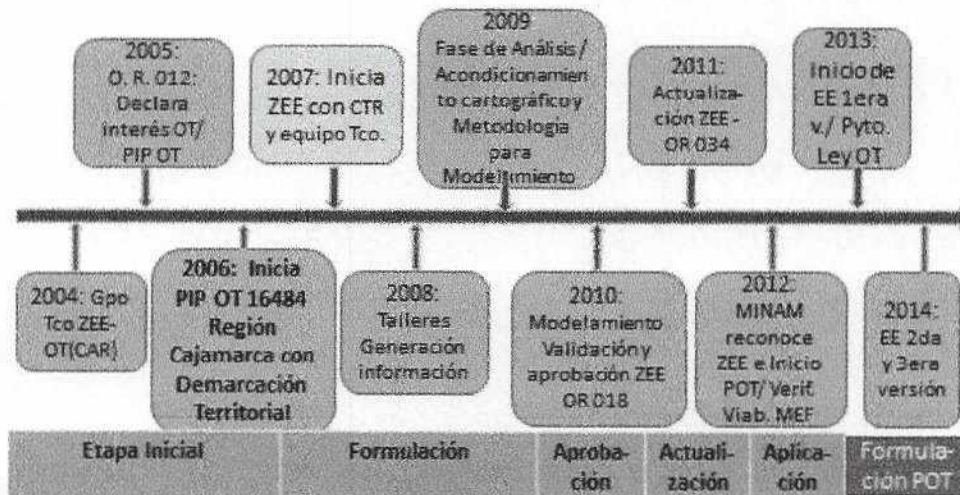 2005:
O. R. 012:
Declara
interés OT/
PIP OT
2007: Inicia
ZEE con CTR
y equipo Tco.
2009
Fase de Análisis /
Acondicionamie
nto cartográfico y
Metodología
para
Modelamiento
2011:
Actualiza-
ción ZEE -
OR 034
2013:
Inicio de
EE 1era
v./ Pyto.
Ley OT
2004: Gpo
Tco ZEE-
OT(CAR)
2006: Inicia
PIP OT 16484
Región
Cajamarca con
Demarcación
Territorial
2008:
Talleres
Generación
información
2010:
Modelamiento
Validación y
aprobación ZEE
OR 018
2012:
MINAM
reconoce
ZEE e Inicio
POT/ Verif.
Viab. MEF
2014:
EE 2da
y 3era
versión
Etapa Inicial
Formulación
Aproba-
ción
Actuali-
zación
Aplica-
ción
Formula-
ción POT